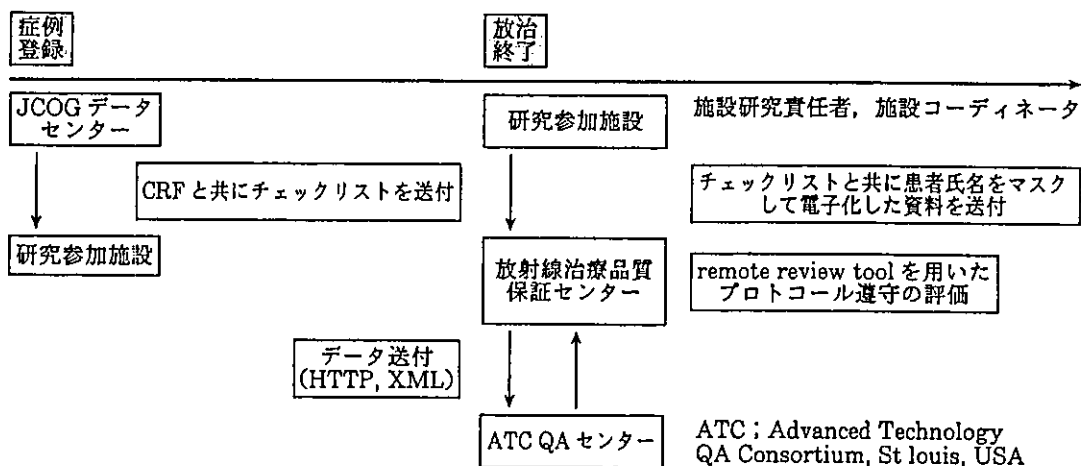 症例
登録
放治
終了
JCOG データ
センター
研究参加施設
施設研究責任者，施設コーディネータ
CRF と共にチェックリストを送付
チェックリストと共に患者氏名をマスク
して電子化した資料を送付
研究参加施設
放射線治療品質
保証センター
remote review tool を用いた
プロトコール遵守の評価
データ送付
(HTTP, XML)
ATC QA センター
ATC ; Advanced Technology
QA Consortium, St louis, USA